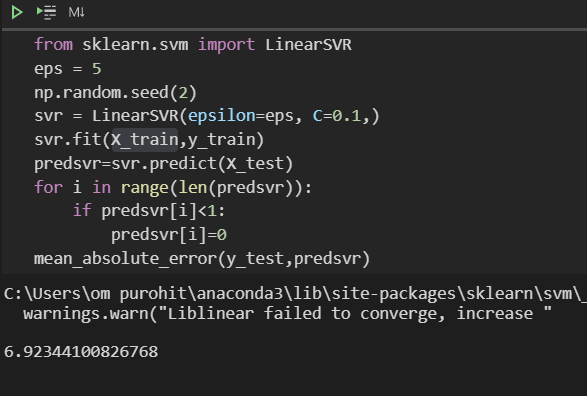 M↓
from sklearn.svm import LinearSVR
eps = 5
np.random.seed(2)
svr = LinearSVR(epsilon=eps, C=0.1,)
svr.fit(X_train,y_train)
predsvr=svr.predict(X_test)
for i in range(len(predsvr)):
    if predsvr[i]<1:
        predsvr[i]=0
mean_absolute_error(y_test,predsvr)
C:\Users\om purohit\anaconda3\lib\site-packages\sklearn\svm\_
  warnings.warn("Liblinear failed to converge, increase "
6.92344100826768